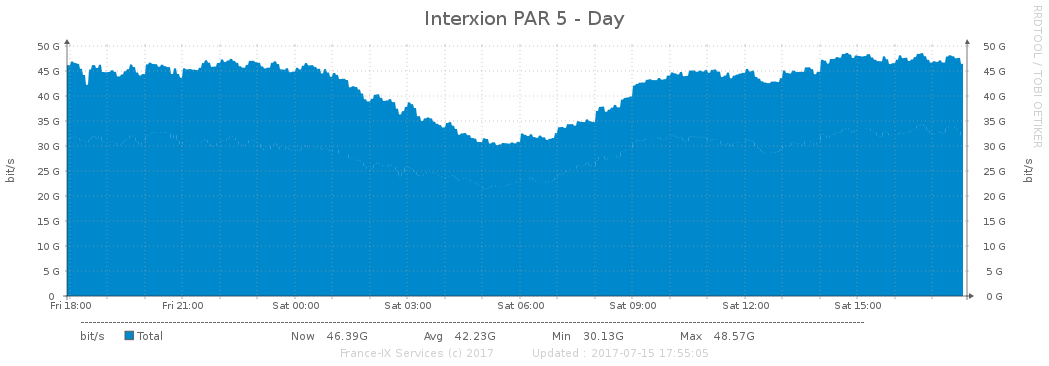 Interxion PAR 5 - Day
RRDTOOL / TOBI OETIKER
50 G 50 G
45 G 45 G
40 G 40 G
35 G 35 G
30 G 30 G
25 G 25 G
20 G 20 G
15 G 15 G
10 G 10 G
5 G 5 G
0 0 G
bit/s
bit/s
Fri 18:00 Fri 21:00 Sat 00:00 Sat 03:00 Sat 06:00 Sat 09:00 Sat 12:00 Sat 15:00
bit/s Total Now 46.39G Avg 42.23G Min 30.13G Max 48.57G
France-IX Services (c) 2017 Updated : 2017-07-15 17:55:05